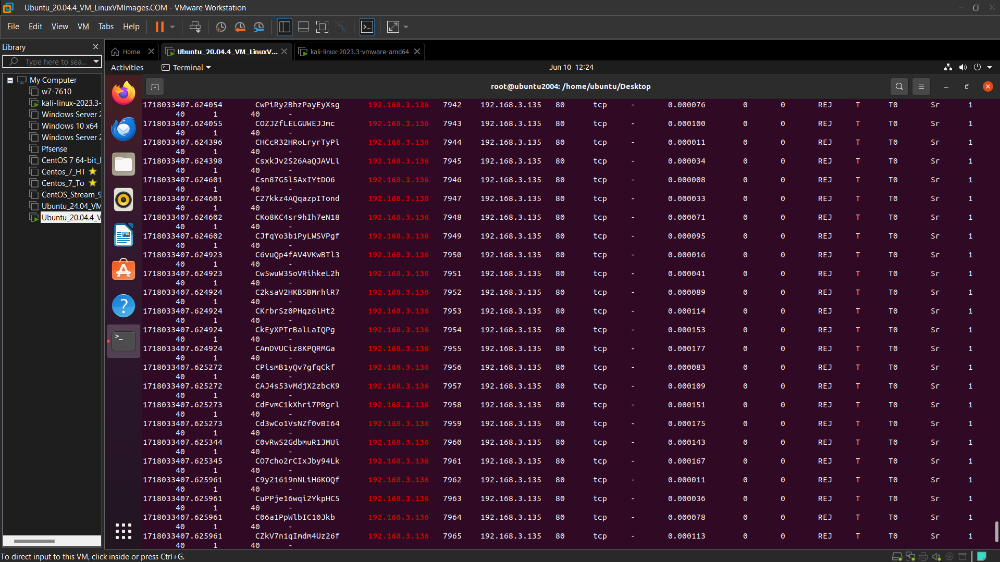 Ubuntu_20.04.4_VM_LinuxVMImages.COM - VMware Workstation
File Edit View VM Tabs Help
Library
Type here to sea...
My Computer
w7-7610
kali-linux-2023.3-
Windows Server 2
Windows 10 x64
Windows Server 2
Pfsense
CentOS 7 64-bit_I
Centos_7_HT
Centos_7_To
CentOS_Stream_9
Ubuntu_24.04_VM
Ubuntu_20.04.4_V
Home Ubuntu_20.04.4_VM_LinuxV... kali-linux-2023.3-vmware-amd64
Activities Terminal Jun 10 12:24
root@ubuntu2004: /home/ubuntu/Desktop
1718033407.624054 CwPiRy2BhzPayEyXsg 192.168.3.136 7942 192.168.3.135 80 tcp - 0.000076 0 0 REJ T T0 Sr 1
40 1 40 -
1718033407.624055 COZJZfLELGUWEJJmc 192.168.3.136 7943 192.168.3.135 80 tcp - 0.000100 0 0 REJ T T0 Sr 1
40 1 40 -
1718033407.624396 CHCcR32HRoLryrTyPi 192.168.3.136 7944 192.168.3.135 80 tcp - 0.000011 0 0 REJ T T0 Sr 1
40 1 40 -
1718033407.624398 CsxkJv2S26AaQJAVLl 192.168.3.136 7945 192.168.3.135 80 tcp - 0.000034 0 0 REJ T T0 Sr 1
40 1 40 -
1718033407.624601 Csn87G5l5AxIYtDO6 192.168.3.136 7946 192.168.3.135 80 tcp - 0.000008 0 0 REJ T T0 Sr 1
40 1 40 -
1718033407.624601 C27kkz4AQqazpITond 192.168.3.136 7947 192.168.3.135 80 tcp - 0.000033 0 0 REJ T T0 Sr 1
40 1 40 -
1718033407.624602 CKo8KC4sr9hIh7eN18 192.168.3.136 7948 192.168.3.135 80 tcp - 0.000071 0 0 REJ T T0 Sr 1
40 1 40 -
1718033407.624602 CJfqYo3b1PyLWSVPgf 192.168.3.136 7949 192.168.3.135 80 tcp - 0.000095 0 0 REJ T T0 Sr 1
40 1 40 -
1718033407.624923 C6vuQp4fAV4VKwBTl3 192.168.3.136 7950 192.168.3.135 80 tcp - 0.000016 0 0 REJ T T0 Sr 1
40 1 40 -
1718033407.624923 Cw5wuW35oVRihkeL2h 192.168.3.136 7951 192.168.3.135 80 tcp - 0.000041 0 0 REJ T T0 Sr 1
40 1 40 -
1718033407.624924 C2ksaV2HKB5BMrhiR7 192.168.3.136 7952 192.168.3.135 80 tcp - 0.000089 0 0 REJ T T0 Sr 1
40 1 40 -
1718033407.624924 CKrbrSz0PHqz6lHt2 192.168.3.136 7953 192.168.3.135 80 tcp - 0.000114 0 0 REJ T T0 Sr 1
40 1 40 -
1718033407.624924 CkEyXPTrBalLaIQPg 192.168.3.136 7954 192.168.3.135 80 tcp - 0.000153 0 0 REJ T T0 Sr 1
40 1 40 -
1718033407.624924 CAmDVUCiz8KPQRMGa 192.168.3.136 7955 192.168.3.135 80 tcp - 0.000177 0 0 REJ T T0 Sr 1
40 1 40 -
1718033407.625272 CPismB1yQv7gfqCkf 192.168.3.136 7956 192.168.3.135 80 tcp - 0.000083 0 0 REJ T T0 Sr 1
40 1 40 -
1718033407.625272 CAJ4s53vMdjX2zbcK9 192.168.3.136 7957 192.168.3.135 80 tcp - 0.000109 0 0 REJ T T0 Sr 1
40 1 40 -
1718033407.625273 CdFvmC1kXhri7PRgrl 192.168.3.136 7958 192.168.3.135 80 tcp - 0.000151 0 0 REJ T T0 Sr 1
40 1 40 -
1718033407.625273 Cd3wCo1VsNZf0vBI64 192.168.3.136 7959 192.168.3.135 80 tcp - 0.000175 0 0 REJ T T0 Sr 1
40 1 40 -
1718033407.625344 C0vRwS2GdbmuR1JMUi 192.168.3.136 7960 192.168.3.135 80 tcp - 0.000143 0 0 REJ T T0 Sr 1
40 1 40 -
1718033407.625345 CO7cho2rCIxJby94Lk 192.168.3.136 7961 192.168.3.135 80 tcp - 0.000167 0 0 REJ T T0 Sr 1
40 1 40 -
1718033407.625961 C9y21619nNLiH6KOQf 192.168.3.136 7962 192.168.3.135 80 tcp - 0.000011 0 0 REJ T T0 Sr 1
40 1 40 -
1718033407.625961 CuPPje16wqi2YkpHC5 192.168.3.136 7963 192.168.3.135 80 tcp - 0.000036 0 0 REJ T T0 Sr 1
40 1 40 -
1718033407.625961 C06a1PpWlbIC10Jkb 192.168.3.136 7964 192.168.3.135 80 tcp - 0.000078 0 0 REJ T T0 Sr 1
40 1 40 -
1718033407.625961 CZkV7n1qImdm4Uz26f 192.168.3.136 7965 192.168.3.135 80 tcp - 0.000113 0 0 REJ T T0 Sr 1
40 1 40 -
To direct input to this VM, click inside or press Ctrl+G.